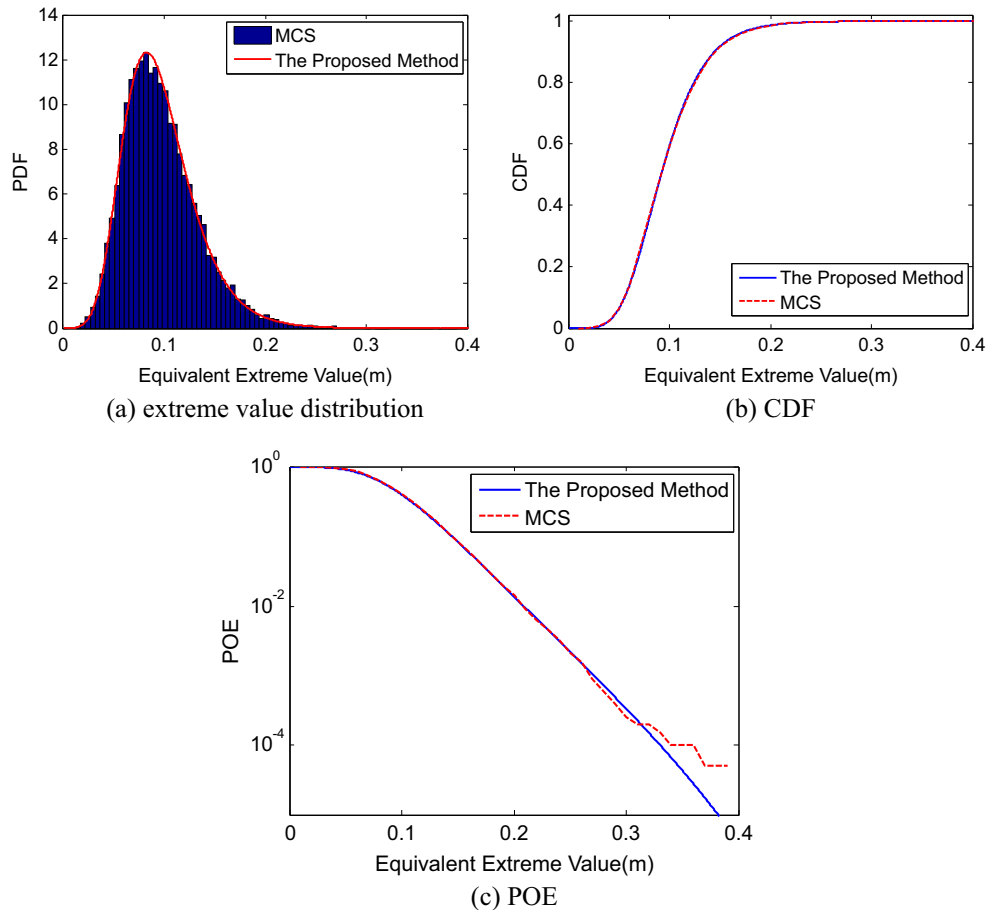 14
12
10
8
6
4
2
0
PDF
MCS
The Proposed Method
0 0.1 0.2 0.3 0.4
Equivalent Extreme Value(m)
(a) extreme value distribution
1
0.8
0.6
0.4
0.2
0
CDF
The Proposed Method
MCS
0 0.1 0.2 0.3 0.4
Equivalent Extreme Value(m)
(b) CDF
10^0
10^-2
10^-4
POE
The Proposed Method
MCS
0 0.1 0.2 0.3 0.4
Equivalent Extreme Value(m)
(c) POE